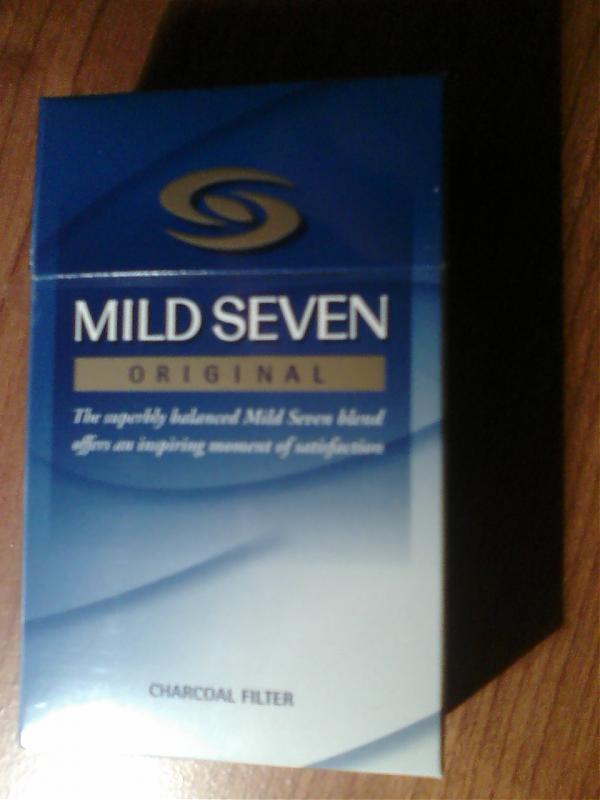 MILD SEVEN
ORIGINAL
The superbly balanced Mild Seven blend
offers an inspiring moment of satisfaction
CHARCOAL FILTER